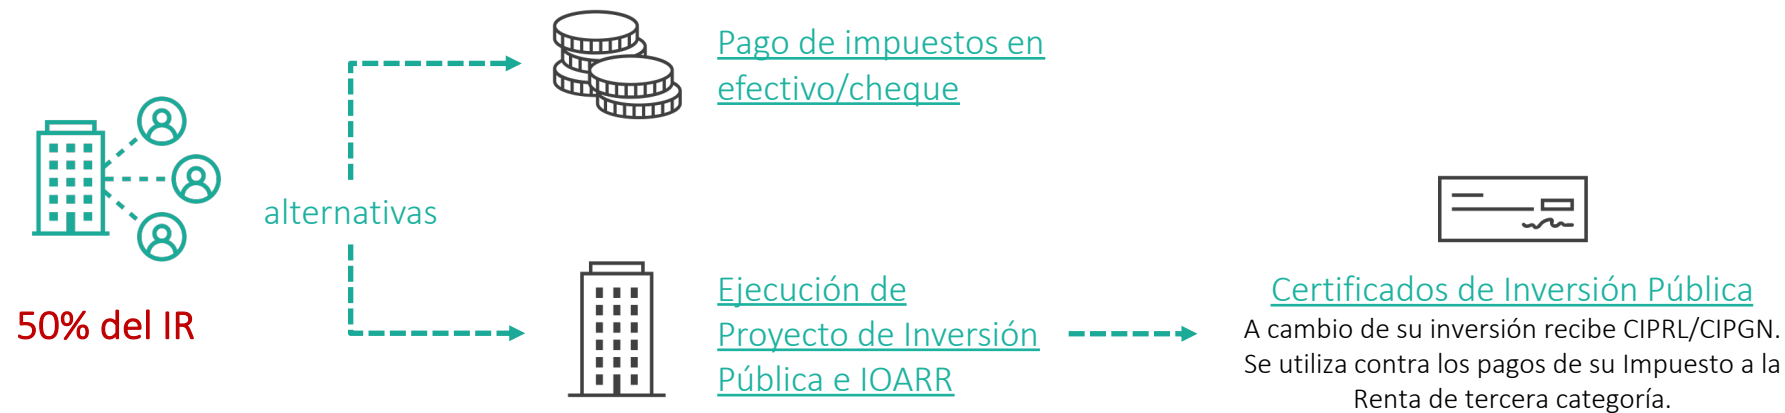 50% del IR
alternativas
Pago de impuestos en
efectivo/cheque
Ejecución de
Proyecto de Inversión
Pública e IOARR
Certificados de Inversión Pública
A cambio de su inversión recibe CIPRL/CIPGN.
Se utiliza contra los pagos de su Impuesto a la
Renta de tercera categoría.